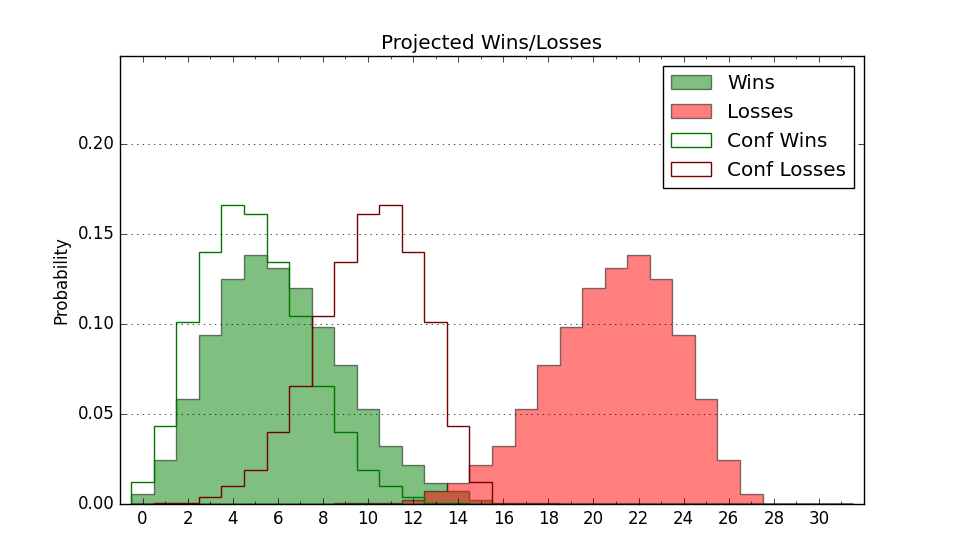 Projected Wins/Losses
Wins
Losses
Conf Wins
Conf Losses
Probability
0.20
0.15
0.10
0.05
0.00
0 2 4 6 8 10 12 14 16 18 20 22 24 26 28 30